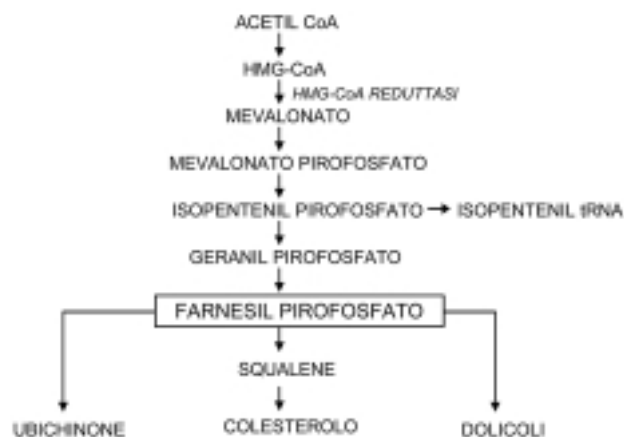 ACETIL CoA
HMG-CoA
HMG-CoA REDUTTASI
MEVALONATO
MEVALONATO PIROFOSFATO
ISOPENTENIL PIROFOSFATO ISOPENTENIL tRNA
GERANIL PIROFOSFATO
FARNESIL PIROFOSFATO
SQUALENE
UBICHINONE COLESTEROLO DOLICOLI